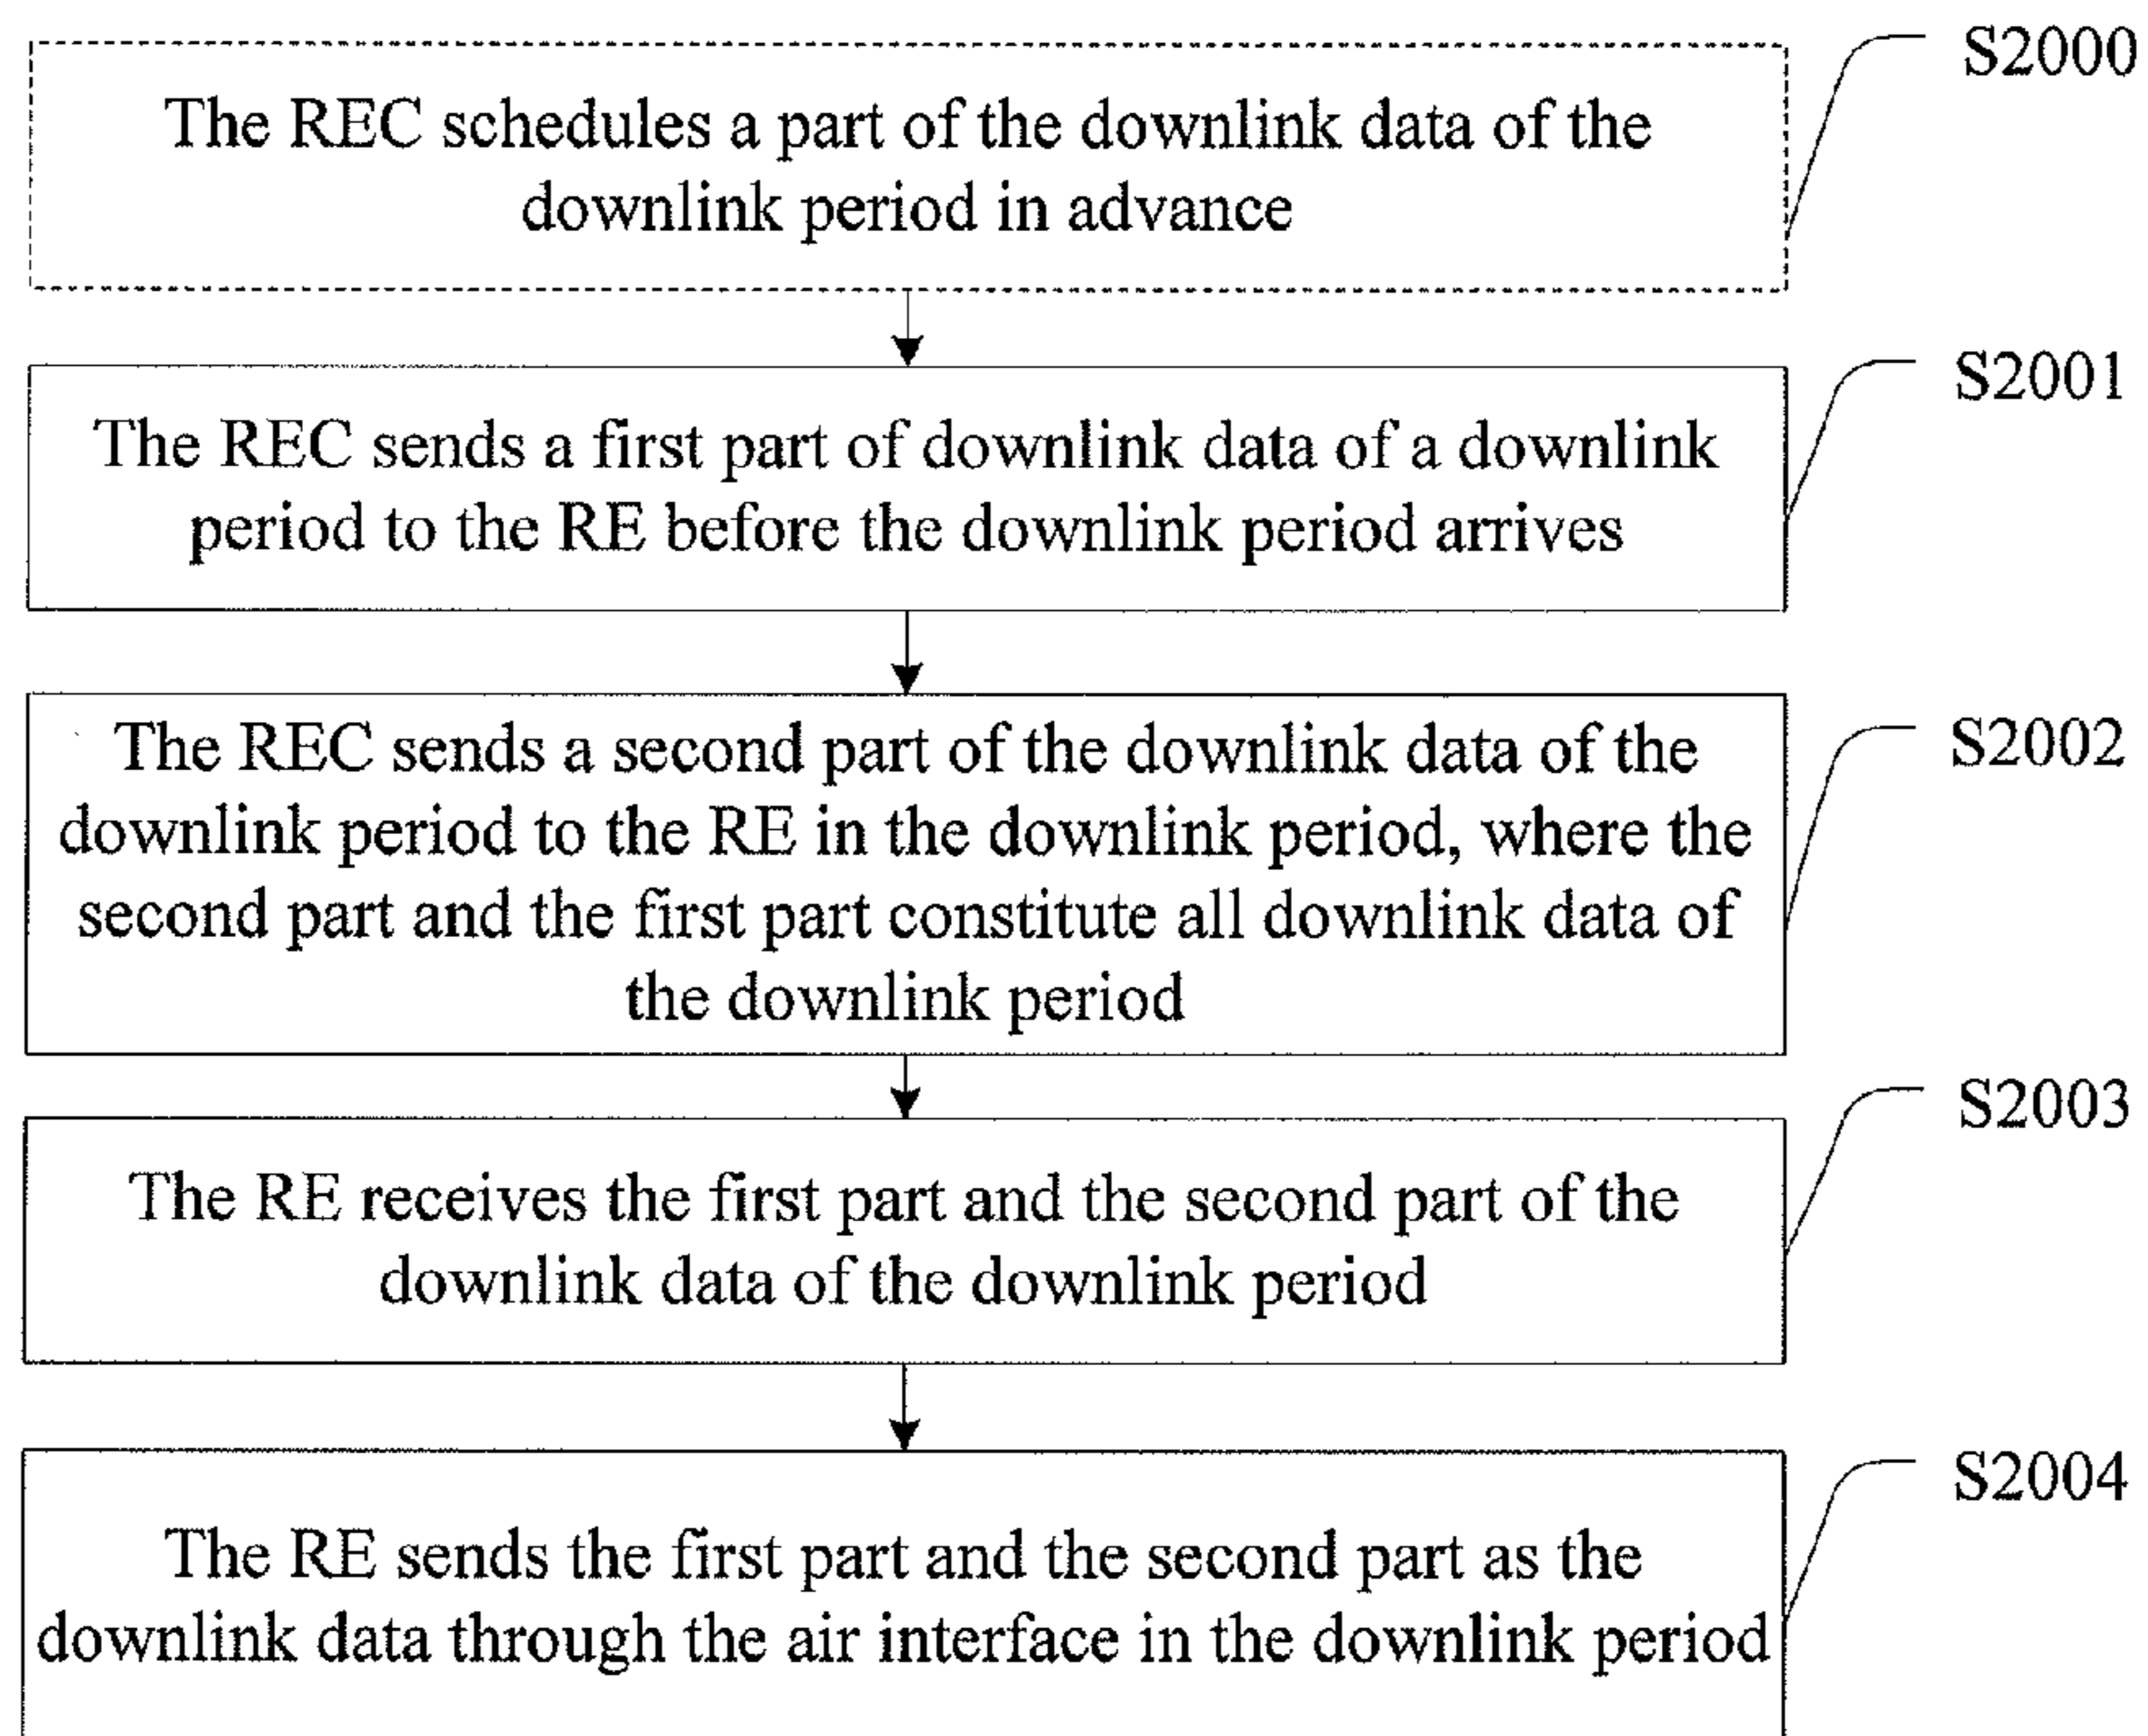 S2000
The REC schedules a part of the downlink data of the
downlink period in advance
S2001
The REC sends a first part of downlink data of a downlink
period to the RE before the downlink period arrives
S2002
The REC sends a second part of the downlink data of the
downlink period to the RE in the downlink period, where the
second part and the first part constitute all downlink data of
the downlink period
S2003
The RE receives the first part and the second part of the
downlink data of the downlink period
S2004
The RE sends the first part and the second part as the
downlink data through the air interface in the downlink period